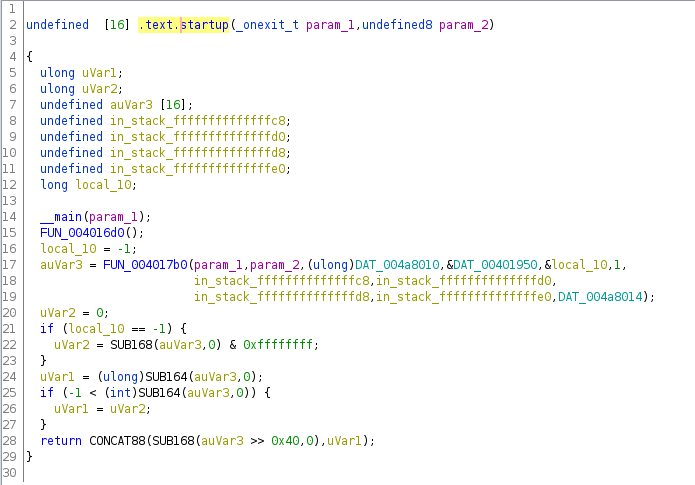 1
2 undefined  [16] .text.startup(_onexit_t param_1,undefined8 param_2)
3
4 {
5   ulong uVar1;
6   ulong uVar2;
7   undefined auVar3 [16];
8   undefined in_stack_ffffffffffffffc8;
9   undefined in_stack_ffffffffffffffd0;
10   undefined in_stack_ffffffffffffffd8;
11   undefined in_stack_ffffffffffffffe0;
12   long local_10;
13
14   __main(param_1);
15   FUN_004016d0();
16   local_10 = -1;
17   auVar3 = FUN_004017b0(param_1,param_2,(ulong)DAT_004a8010,&DAT_00401950,&local_10,1,
18                         in_stack_ffffffffffffffc8,in_stack_ffffffffffffffd0,
19                         in_stack_ffffffffffffffd8,in_stack_ffffffffffffffe0,DAT_004a8014);
20   uVar2 = 0;
21   if (local_10 == -1) {
22     uVar2 = SUB168(auVar3,0) & 0xffffffff;
23   }
24   uVar1 = (ulong)SUB164(auVar3,0);
25   if (-1 < (int)SUB164(auVar3,0)) {
26     uVar1 = uVar2;
27   }
28   return CONCAT88(SUB168(auVar3 >> 0x40,0),uVar1);
29 }
30